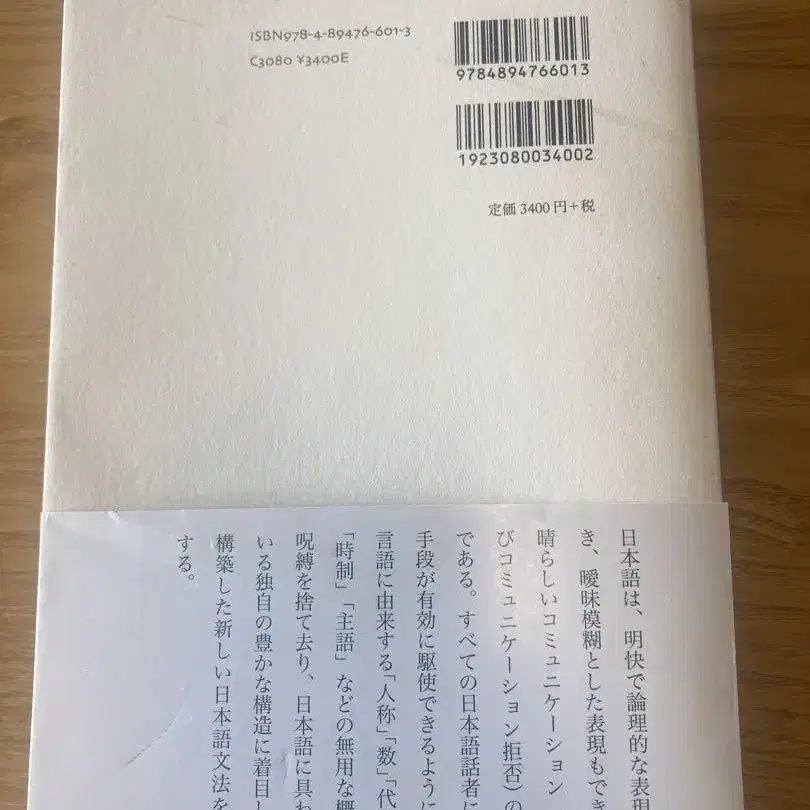 ISBN978-4-89476-601-3
C3080 ¥3400E
9784894766013
1923080034002
定価 3400円+税
日本語は、明快で論理的な表現
き、曖昧模糊とした表現もでき
晴らしいコミュニケーション
びコミュニケーション拒否)の
である。すべての日本語話者に
手段が有効に駆使できるように
言語に由来する「人称」「数」「代
「時制」「主語」などの無用な概
呪縛を捨て去り、日本語に具わ
いる独自の豊かな構造に着目し
構築した新しい日本語文法を
する。